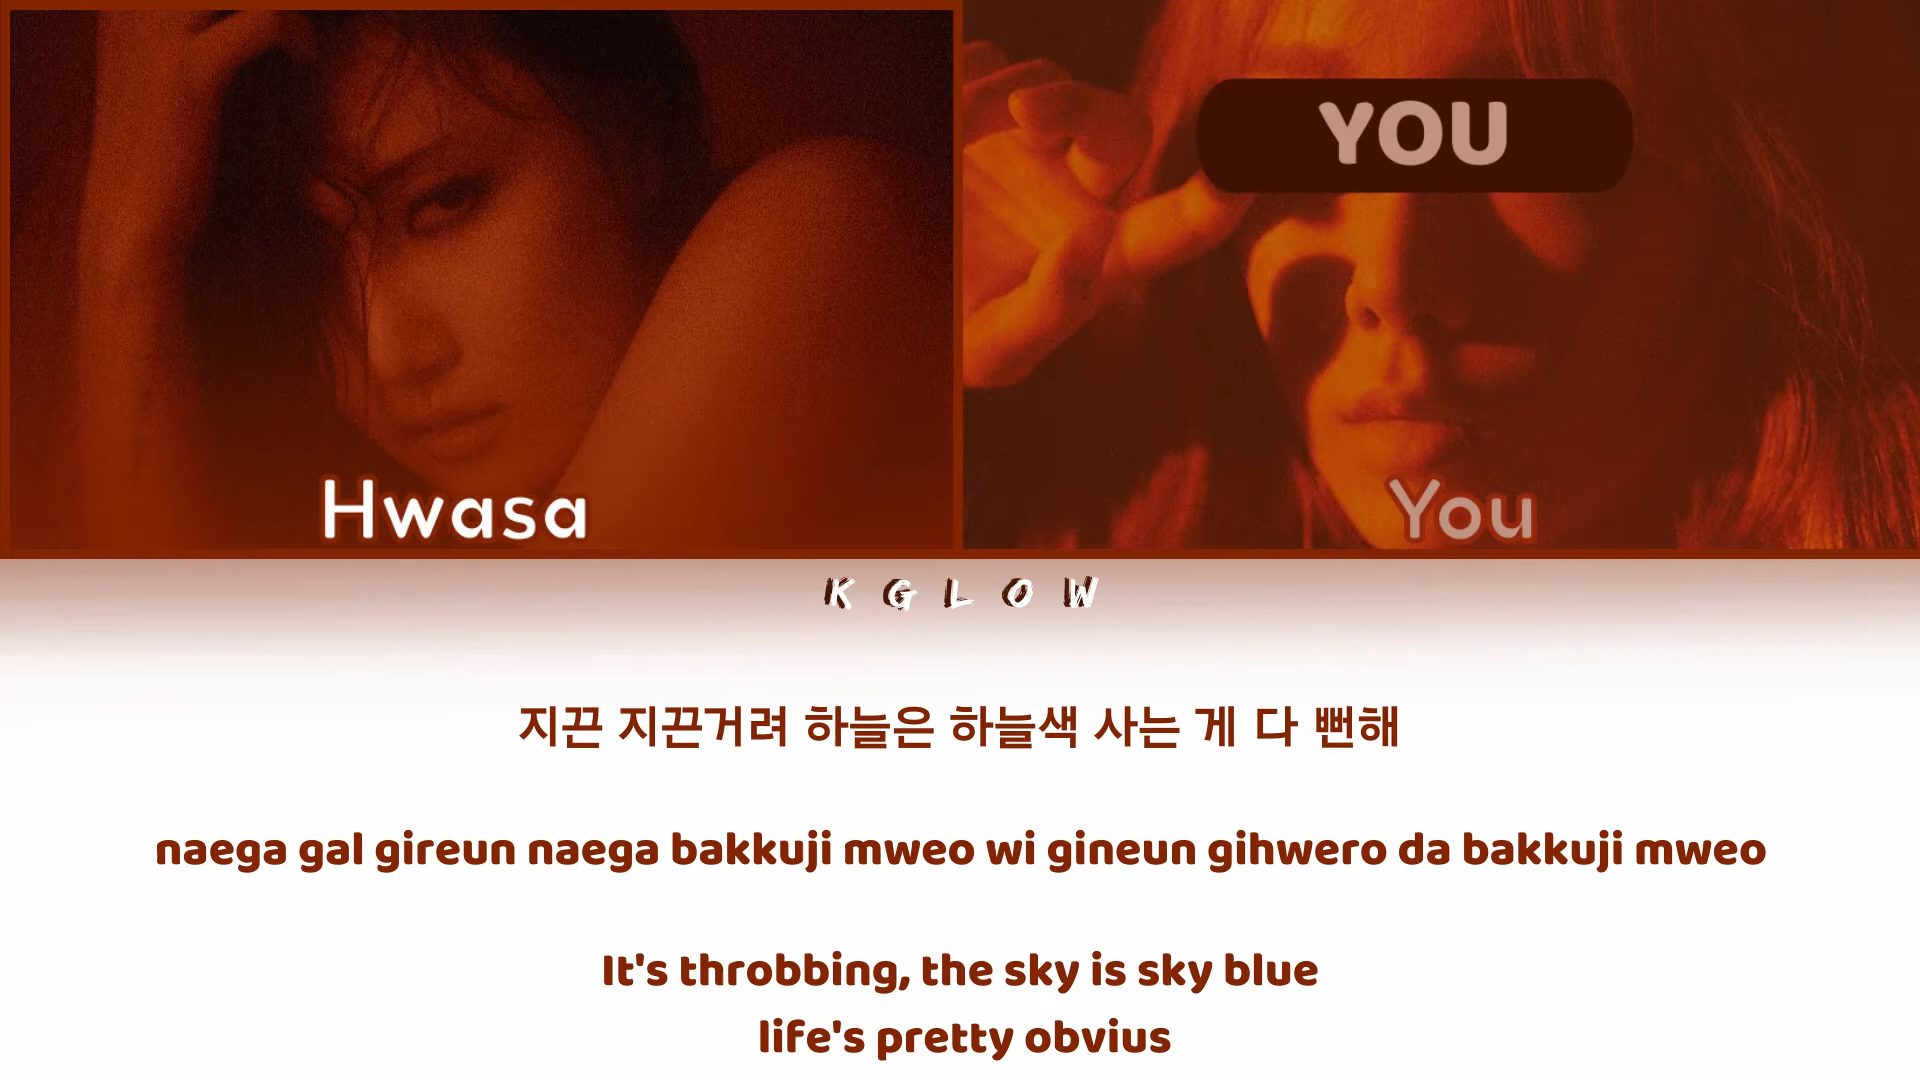 YOU
Hwasa
You
KGLOW
지끈 지끈거려 하늘은 하늘색 사는 게 다 뻔해
naega gal gireun naega bakkuji mweo wi gineun gihwero da bakkuji mweo
It's throbbing, the sky is sky blue
life's pretty obvius